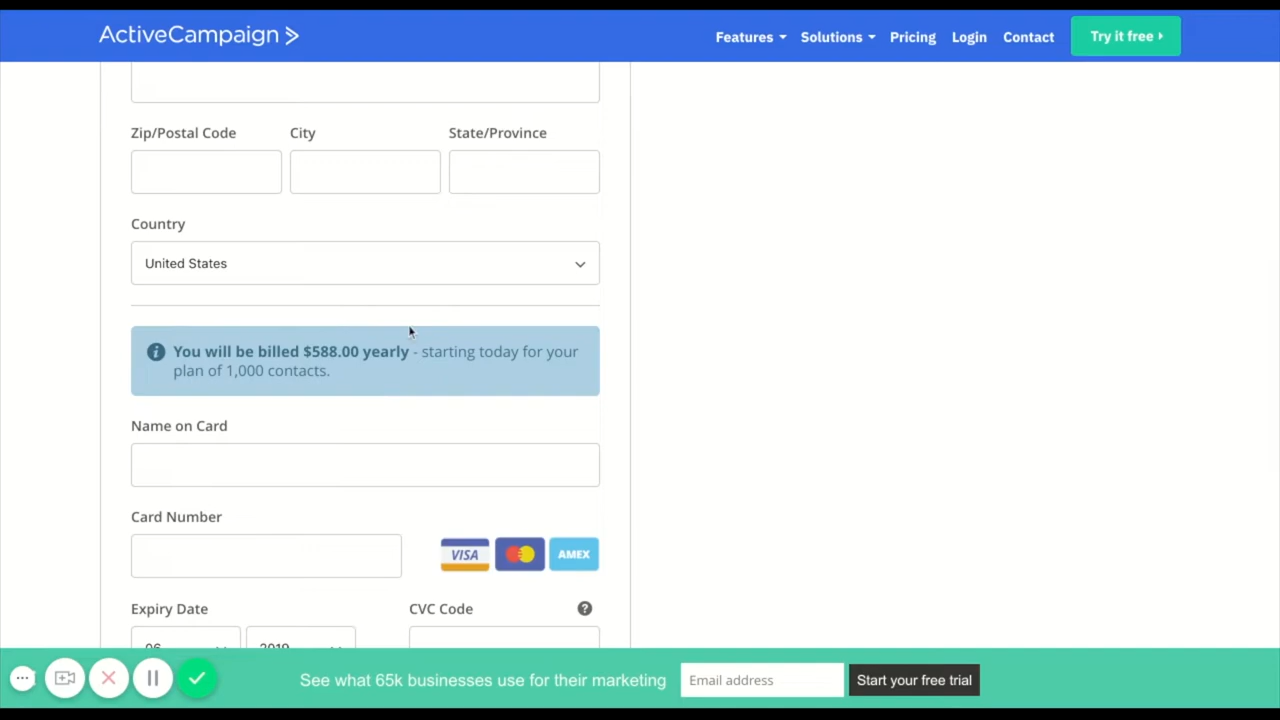 ActiveCampaign
Features Solutions Pricing Login Contact Try it free
Zip/Postal Code City State/Province
Country
United States
You will be billed $588.00 yearly - starting today for your
plan of 1,000 contacts.
Name on Card
Card Number
VISA AMEX
Expiry Date CVC Code
06 2019
See what 65k businesses use for their marketing Email address Start your free trial